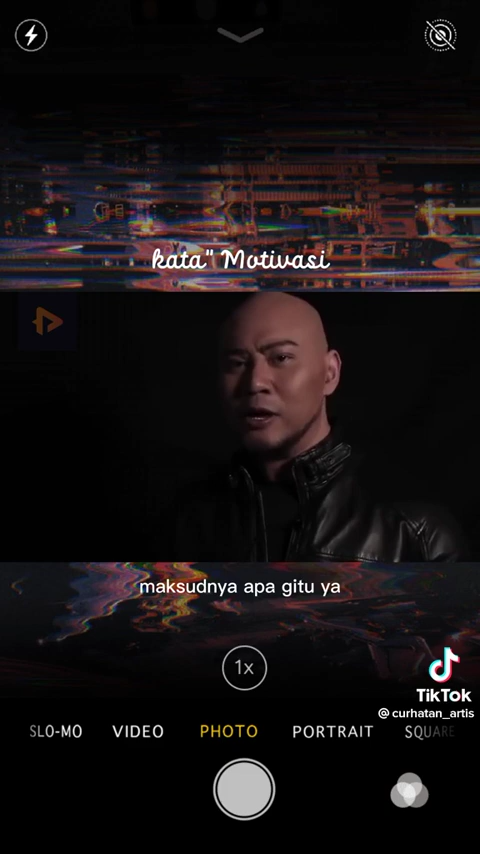 kata" Motivasi
maksudnya apa gitu ya
1x
TikTok
@curhatan_artis
SLO-MO VIDEO PHOTO PORTRAIT SQUARE